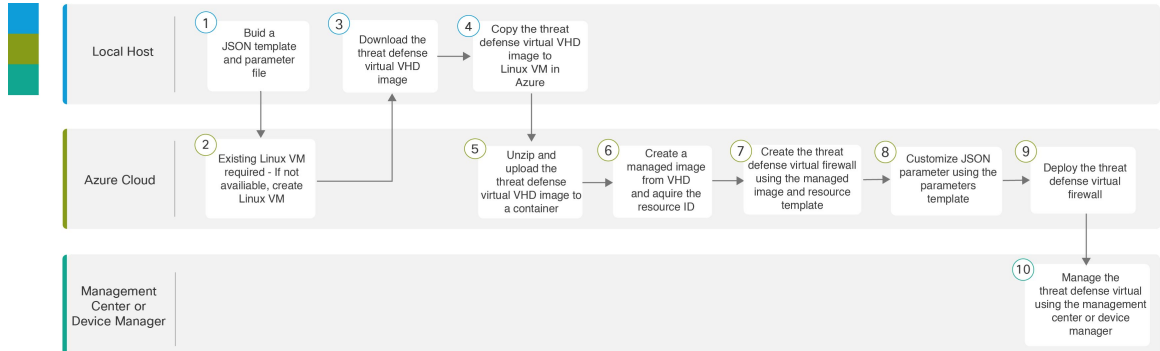 Local Host
1
Buid a
JSON template
and parameter
file
3
Download the
threat defense
virtual VHD
image
4
Copy the threat
defense virtual VHD
image to
Linux VM in
Azure
Azure Cloud
2
Existing Linux VM
required - If not
availiable, create
Linux VM
5
Unzip and
upload the
threat defense
virtual VHD image to
a container
6
Create a
managed image
from VHD
and aquire the
resource ID
7
Create the threat
defense virtual firewall
using the managed
image and resource
template
8
Customize JSON
parameter using the
parameters
template
9
Deploy the threat
defense virtual
firewall
Management
Center or
Device Manager
10
Manage the
threat defense virtual
using the management
center or device
manager